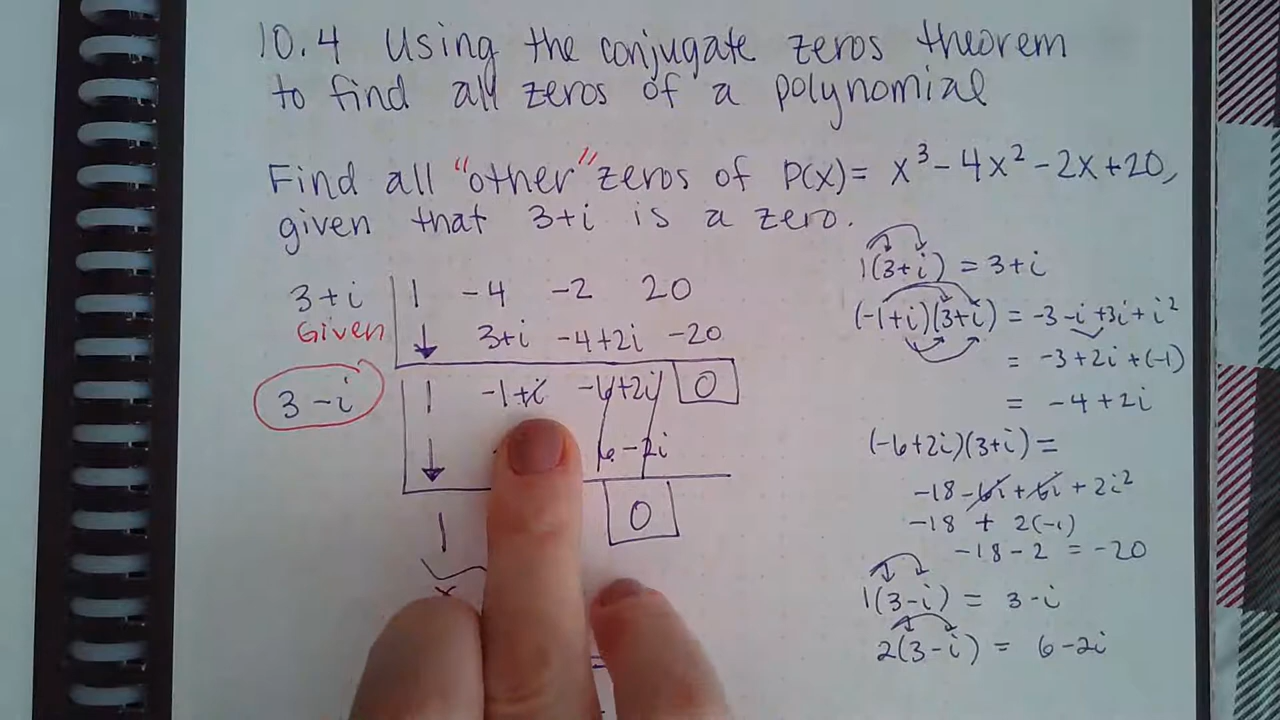 10.4 Using the conjugate zeros theorem
to find all zeros of a polynomial
Find all "other" zeros of P(x)= x³-4x²-2x+20,
given that 3+i is a zero.
3+i | 1 -4 -2 20
Given 3+i -4+2i -20
3-i | 1 -1+i -6+2i 0
6-2i
1 0
x
1(3+i) = 3+i
(-1+i)(3+i) = -3-i+3i+i²
= -3+2i+(-1)
= -4+2i
(-6+2i)(3+i) =
-18-6i+6i+2i²
-18 + 2(-1)
-18-2 = -20
1(3-i) = 3-i
2(3-i) = 6-2i